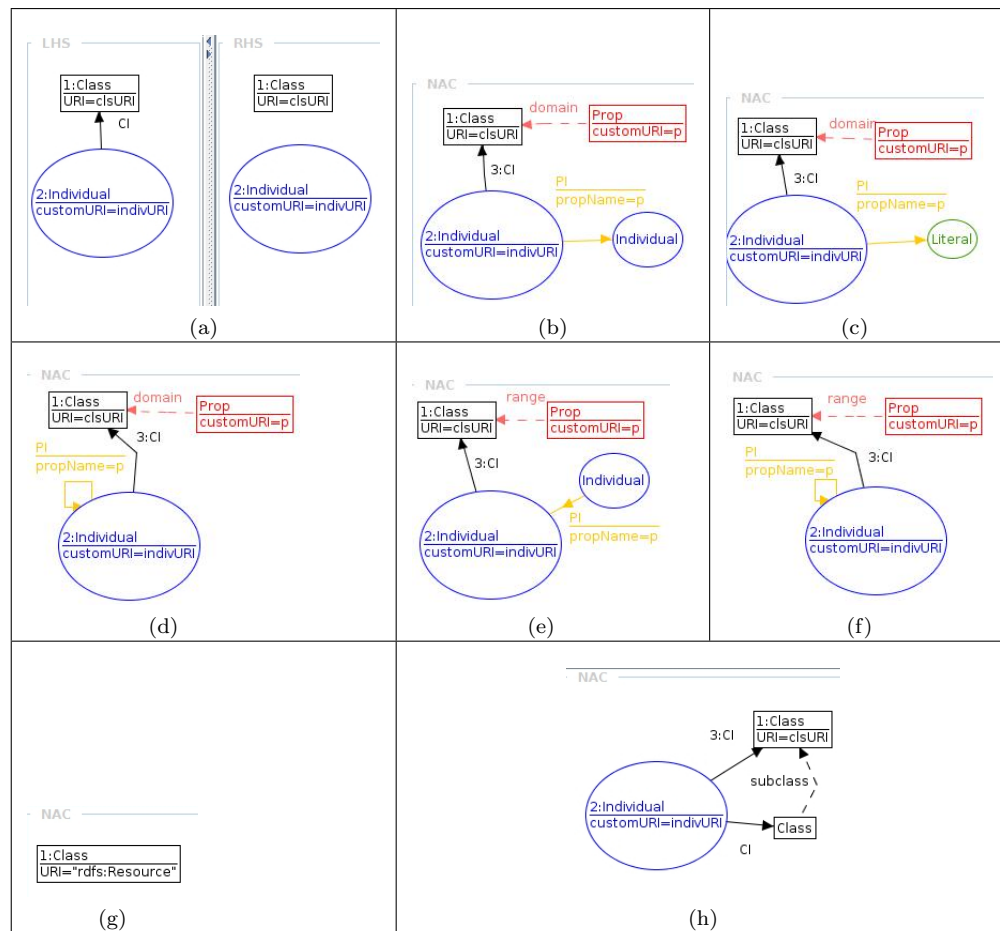 LHS
RHS
1:Class
URI=clsURI
1:Class
URI=clsURI
CI
2:Individual
customURI=indivURI
2:Individual
customURI=indivURI
(a)
NAC
1:Class
URI=clsURI
domain
Prop
customURI=p
3:CI
PI
propName=p
2:Individual
customURI=indivURI
Individual
(b)
NAC
1:Class
URI=clsURI
domain
Prop
customURI=p
3:CI
PI
propName=p
2:Individual
customURI=indivURI
Literal
(c)
NAC
1:Class
URI=clsURI
domain
Prop
customURI=p
3:CI
PI
propName=p
2:Individual
customURI=indivURI
(d)
NAC
1:Class
URI=clsURI
range
Prop
customURI=p
3:CI
Individual
PI
propName=p
2:Individual
customURI=indivURI
(e)
NAC
1:Class
URI=clsURI
range
Prop
customURI=p
3:CI
PI
propName=p
2:Individual
customURI=indivURI
(f)
NAC
1:Class
URI="rdfs:Resource"
(g)
NAC
1:Class
URI=clsURI
3:CI
subclass
2:Individual
customURI=indivURI
Class
CI
(h)